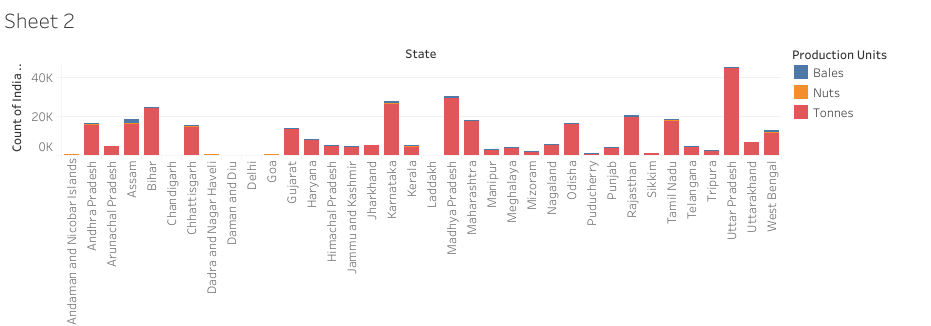 Sheet 2
State
Production Units
Bales
Nuts
Tonnes
Count of India ..
40K
20K
0K
Andaman and Nicobar Islands
Andhra Pradesh
Arunachal Pradesh
Assam
Bihar
Chandigarh
Chhattisgarh
Dadra and Nagar Haveli
Daman and Diu
Delhi
Goa
Gujarat
Haryana
Himachal Pradesh
Jammu and Kashmir
Jharkhand
Karnataka
Kerala
Laddakh
Madhya Pradesh
Maharashtra
Manipur
Meghalaya
Mizoram
Nagaland
Odisha
Puducherry
Punjab
Rajasthan
Sikkim
Tamil Nadu
Telangana
Tripura
Uttar Pradesh
Uttarakhand
West Bengal